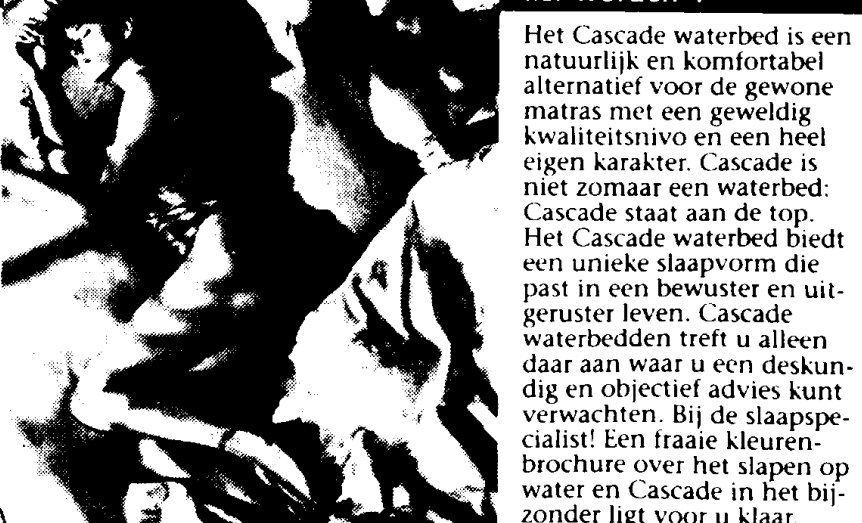 Het Cascade waterbed is een
natuurlijk en komfortabel
alternatief voor de gewone
matras met een geweldig
kwaliteitsnivo en een heel
eigen karakter. Cascade is
niet zomaar een waterbed:
Cascade staat aan de top.
Het Cascade waterbed biedt
een unieke slaapvorm die
past in een bewuster en uit-
geruster leven. Cascade
waterbedden treft u alleen
daar aan waar u een deskun-
dig en objectief advies kunt
verwachten. Bij de slaapspe-
cialist! Een fraaie kleuren-
brochure over het slapen op
water en Cascade in het bij-
zonder ligt voor u klaar.